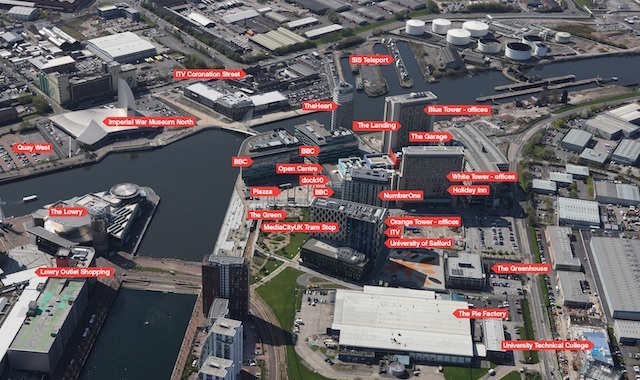 SIS Teleport
ITV Coronation Street
TheHeart
Blue Tower - offices
Imperial War Museum North
The Landing
The Garage
Quay West
BBC
BBC
Open Centre
dock10
White Tower - offices
Holiday Inn
Piazza
BBC
NumberOne
The Lowry
The Green
Orange Tower - offices
MediaCityUK Tram Stop
ITV
University of Salford
Lowry Outlet Shopping
The Greenhouse
The Pie Factory
University Technical College